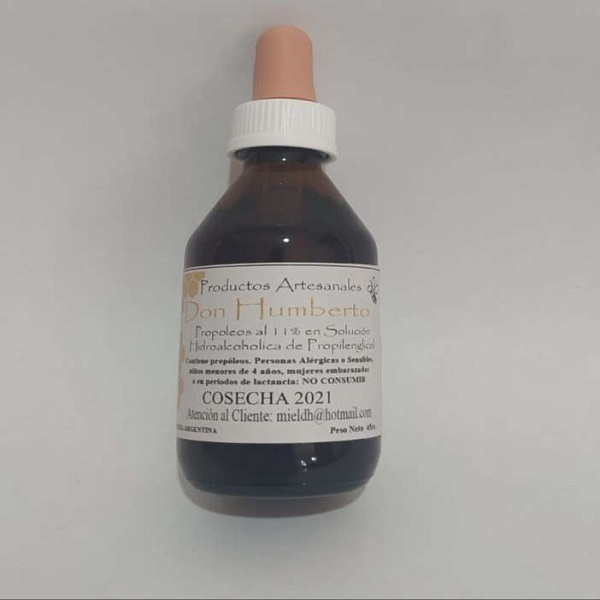 Productos Artesanales
Don Humberto
Propoleos al 11% en Solución
Hidroalcoholica de Propilenglicol
Contiene propóleos. Personas Alérgicas o Sensibles,
niños menores de 4 años, mujeres embarazadas
o en períodos de lactancia: NO CONSUMIR
COSECHA 2021
Atención al Cliente: mieldh@hotmail.com
ARGENTINA
Peso Neto